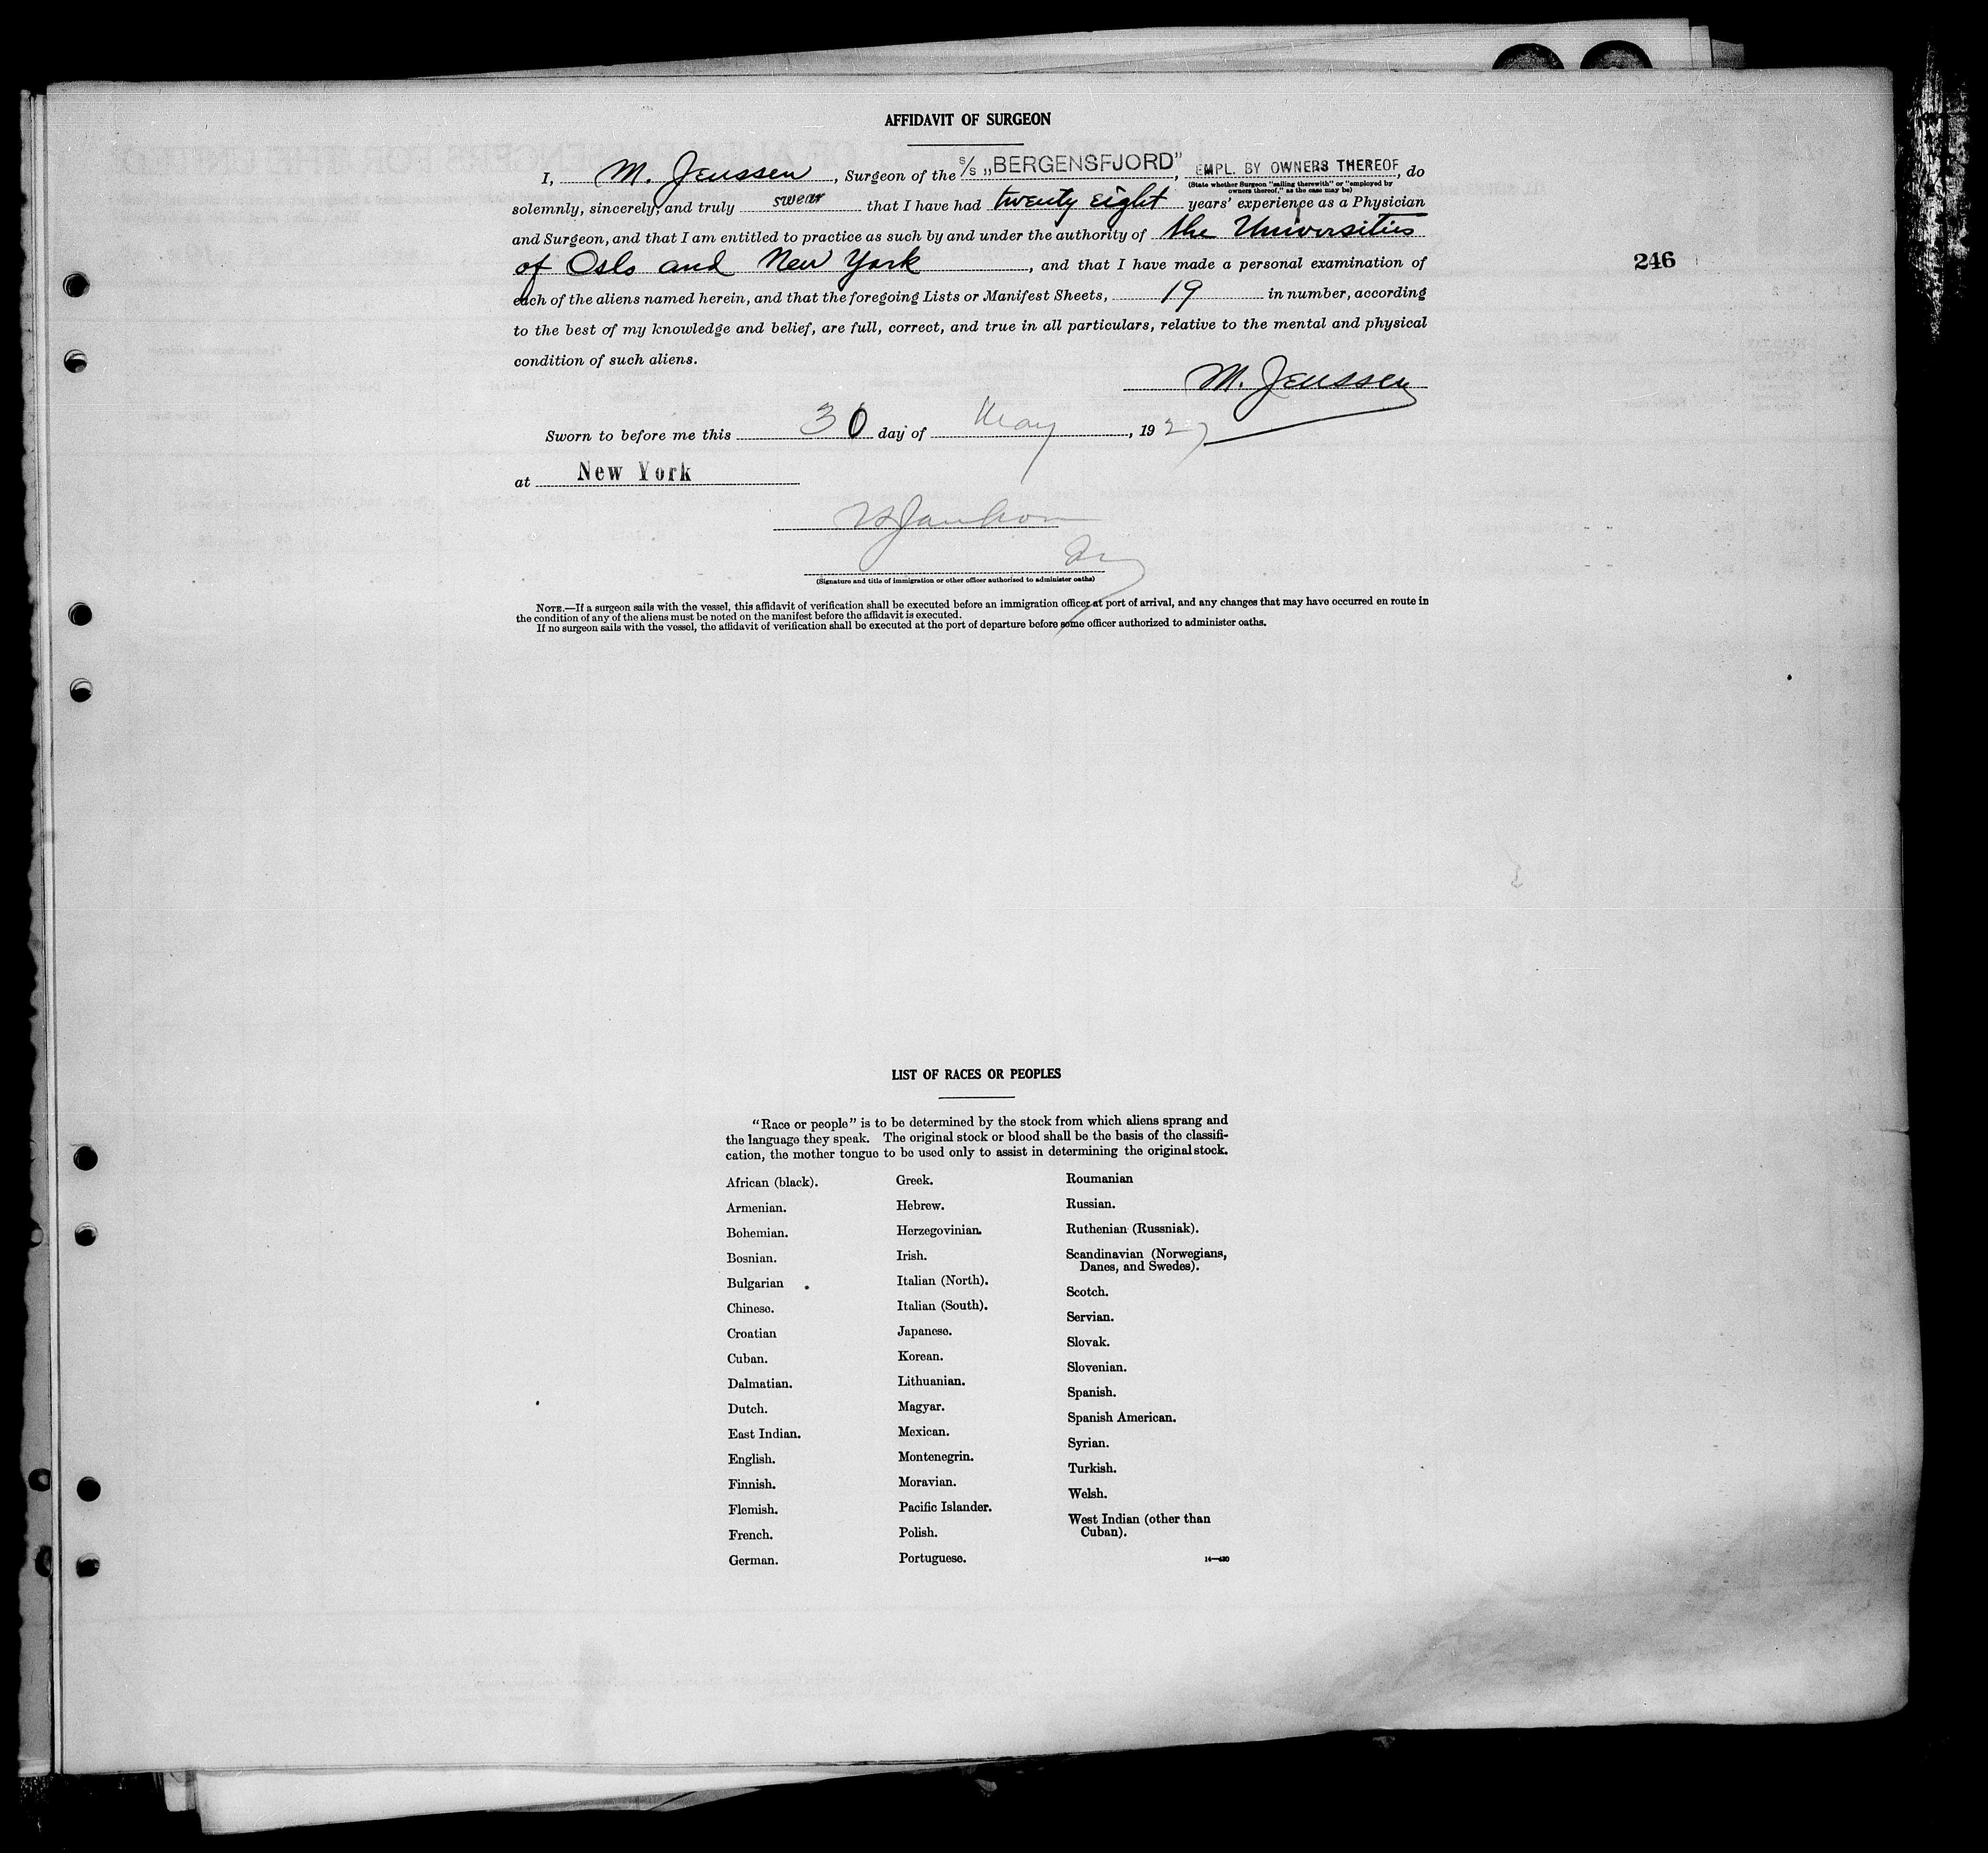 AFFIDAVIT OF SURGEON
I, M. Jenssen, Surgeon of the S/S „BERGENSFJORD”, EMPL. BY OWNERS THEREOF, do
(State whether Surgeon "sailing therewith" or "employed by
owners thereof," as the case may be)
solemnly, sincerely, and truly swear that I have had twenty eight years' experience as a Physician
and Surgeon, and that I am entitled to practice as such by and under the authority of the Universities
of Oslo and New York, and that I have made a personal examination of
246
each of the aliens named herein, and that the foregoing Lists or Manifest Sheets, 19 in number, according
to the best of my knowledge and belief, are full, correct, and true in all particulars, relative to the mental and physical
condition of such aliens.
M. Jenssen
Sworn to before me this 30 day of May, 1927
at New York
(Signature and title of immigration or other officer authorized to administer oaths)
NOTE.—If a surgeon sails with the vessel, this affidavit of verification shall be executed before an immigration officer at port of arrival, and any changes that may have occurred en route in
the condition of any of the aliens must be noted on the manifest before the affidavit is executed.
If no surgeon sails with the vessel, the affidavit of verification shall be executed at the port of departure before some officer authorized to administer oaths.
LIST OF RACES OR PEOPLES
"Race or people" is to be determined by the stock from which aliens sprang and
the language they speak. The original stock or blood shall be the basis of the classifi-
cation, the mother tongue to be used only to assist in determining the original stock.
African (black).
Armenian.
Bohemian.
Bosnian.
Bulgarian
Chinese.
Croatian
Cuban.
Dalmatian.
Dutch.
East Indian.
English.
Finnish.
Flemish.
French.
German.
Greek.
Hebrew.
Herzegovinian.
Irish.
Italian (North).
Italian (South).
Japanese.
Korean.
Lithuanian.
Magyar.
Mexican.
Montenegrin.
Moravian.
Pacific Islander.
Polish.
Portuguese.
Roumanian
Russian.
Ruthenian (Russniak).
Scandinavian (Norwegians,
Danes, and Swedes).
Scotch.
Servian.
Slovak.
Slovenian.
Spanish.
Spanish American.
Syrian.
Turkish.
Welsh.
West Indian (other than
Cuban).
14—430